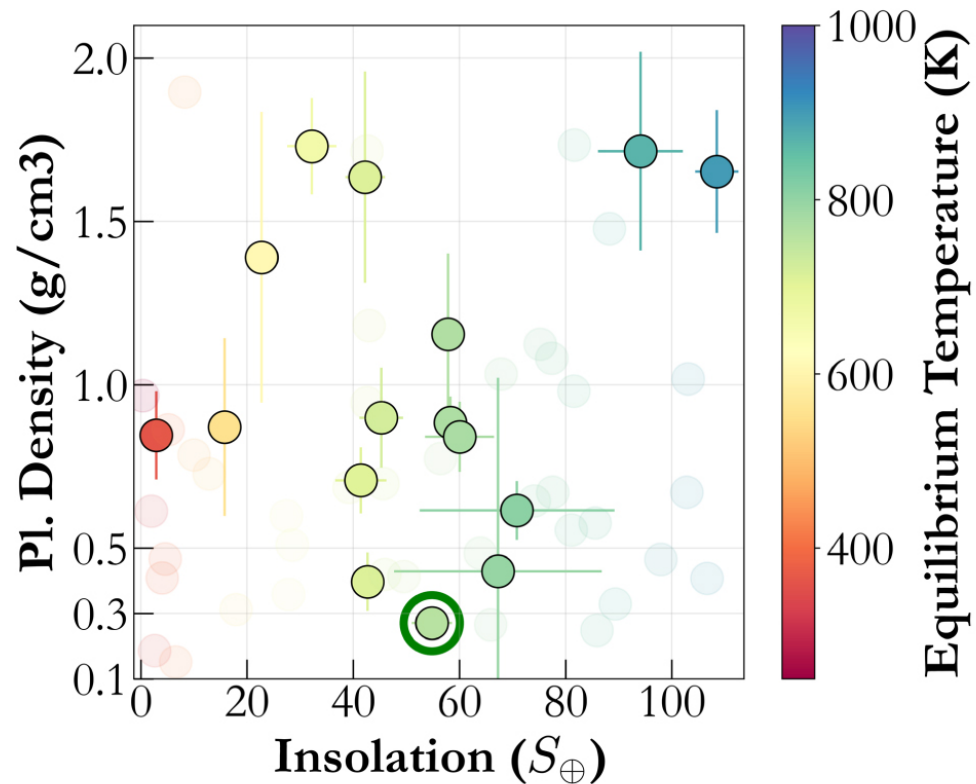 2.0
1.5
1.0
0.5
0.3
0.1
Pl. Density (g/cm3)
0 20 40 60 80 100
Insolation (S⊕)
1000
800
600
400
Equilibrium Temperature (K)